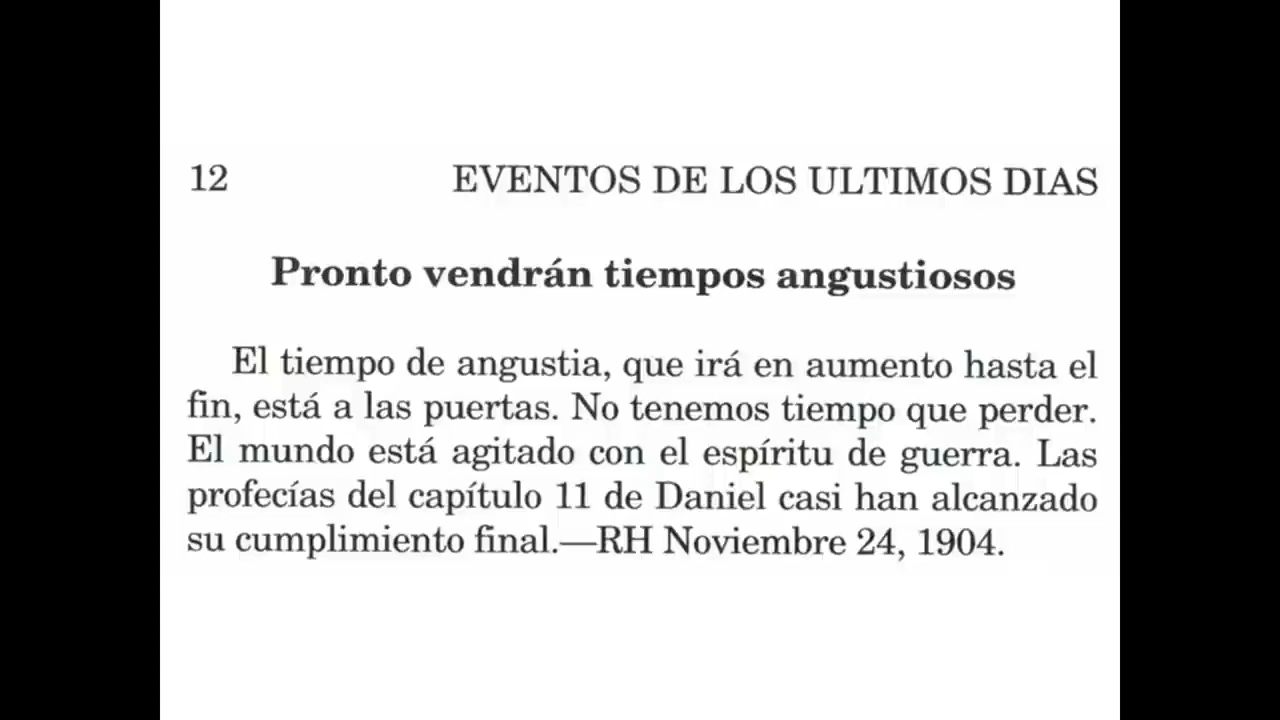 12 EVENTOS DE LOS ULTIMOS DIAS
Pronto vendrán tiempos angustiosos
El tiempo de angustia, que irá en aumento hasta el
fin, está a las puertas. No tenemos tiempo que perder.
El mundo está agitado con el espíritu de guerra. Las
profecías del capítulo 11 de Daniel casi han alcanzado
su cumplimiento final.—RH Noviembre 24, 1904.